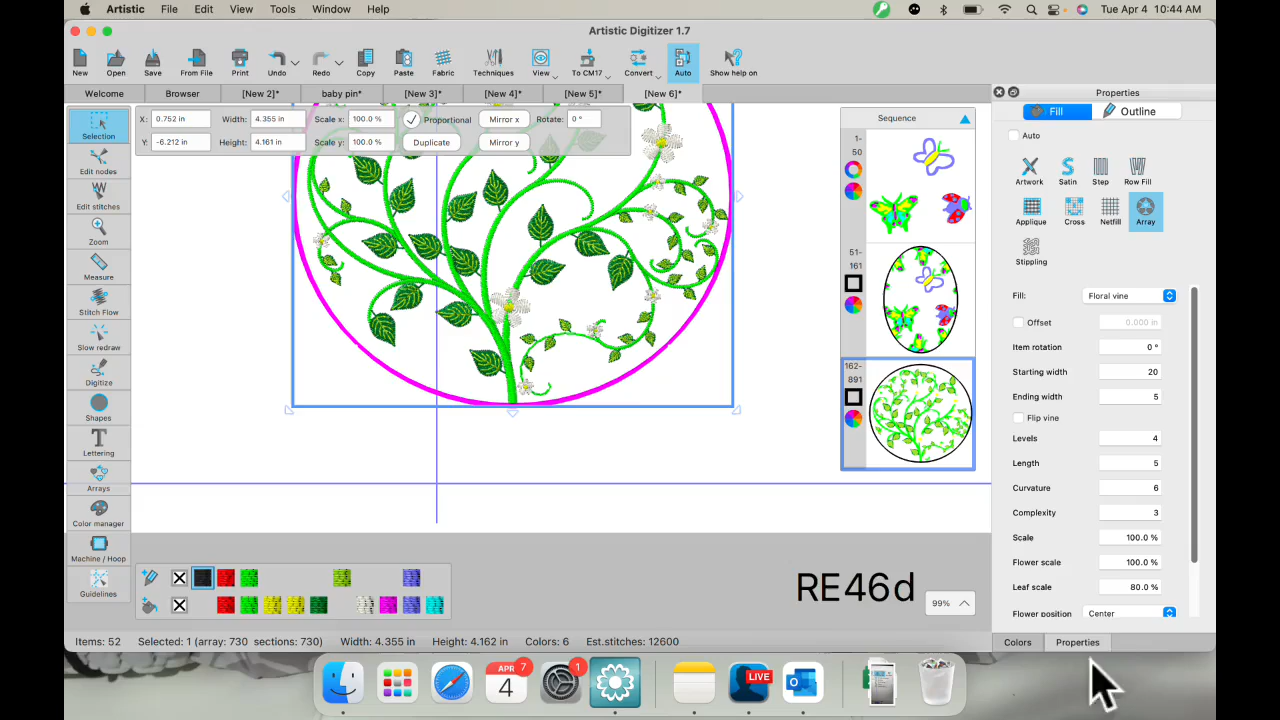 Artistic File Edit View Tools Window Help Tue Apr 4 10:44 AM
Artistic Digitizer 1.7
New Open Save From File Print Undo Redo Copy Paste Fabric Techniques View To CM17 Convert Auto Show help on
Welcome Browser [New 2]* baby pin* [New 3]* [New 4]* [New 5]* [New 6]* Properties
X: 0.752 in Width: 4.355 in Scale x: 100.0 % Proportional Mirror x Rotate: 0 °
Y: -6.212 in Height: 4.161 in Scale y: 100.0 % Duplicate Mirror y
Selection
Edit nodes
Edit stitches
Zoom
Measure
Stitch Flow
Slow redraw
Digitize
Shapes
Lettering
Arrays
Color manager
Machine / Hoop
Guidelines
Sequence
1-
50
51-
161
162-
891
Fill Outline
Auto
Artwork Satin Step Row Fill
Applique Cross Netfill Array
Stippling
Fill: Floral vine
Offset 0.000 in
Item rotation 0 °
Starting width 20
Ending width 5
Flip vine
Levels 4
Length 5
Curvature 6
Complexity 3
Scale 100.0 %
Flower scale 100.0 %
Leaf scale 80.0 %
Flower position Center
RE46d
99%
Items: 52 Selected: 1 (array: 730 sections: 730) Width: 4.355 in Height: 4.162 in Colors: 6 Est.stitches: 12600
Colors Properties
APR 7
4
1
LIVE